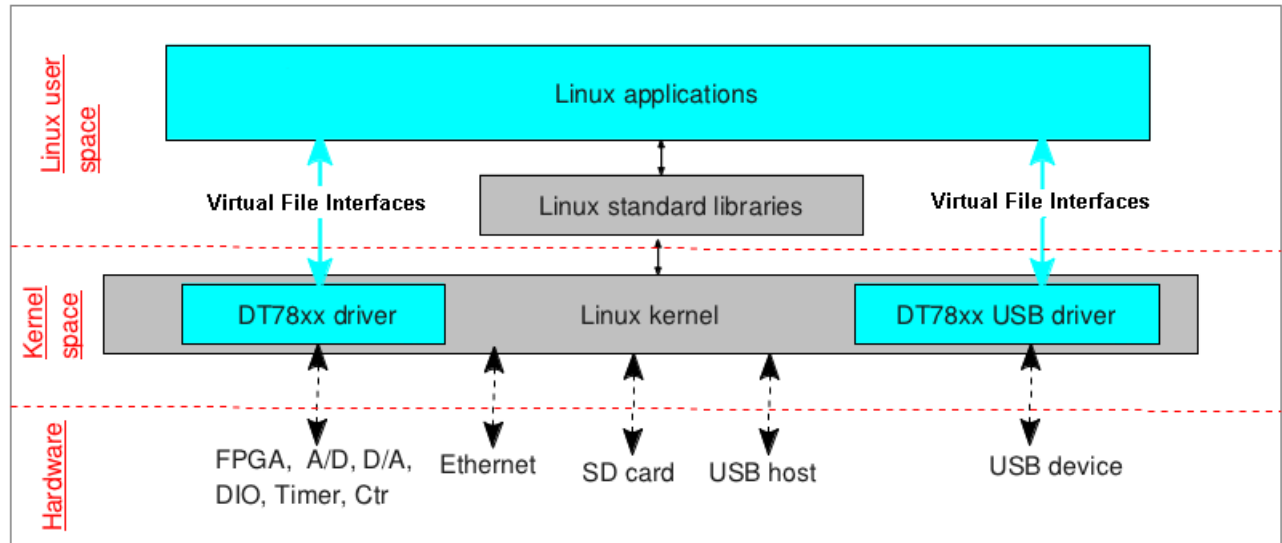 Linux user
space
Linux applications
Virtual File Interfaces
Linux standard libraries
Virtual File Interfaces
Kernel
space
DT78xx driver
Linux kernel
DT78xx USB driver
Hardware
FPGA, A/D, D/A,
DIO, Timer, Ctr
Ethernet
SD card
USB host
USB device